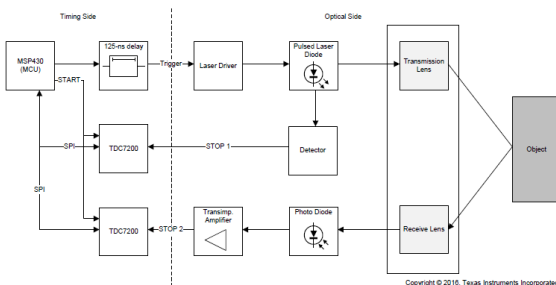 Timing Side
Optical Side
MSP430
(MCU)
125-ns delay
Trigger
Laser Driver
Pulsed Laser
Diode
Transmission
Lens
START
Object
TDC7200
SPI
STOP 1
Detector
SPI
TDC7200
STOP 2
Transimp.
Amplifier
Photo Diode
Receive Lens
Copyright © 2016, Texas Instruments Incorporated